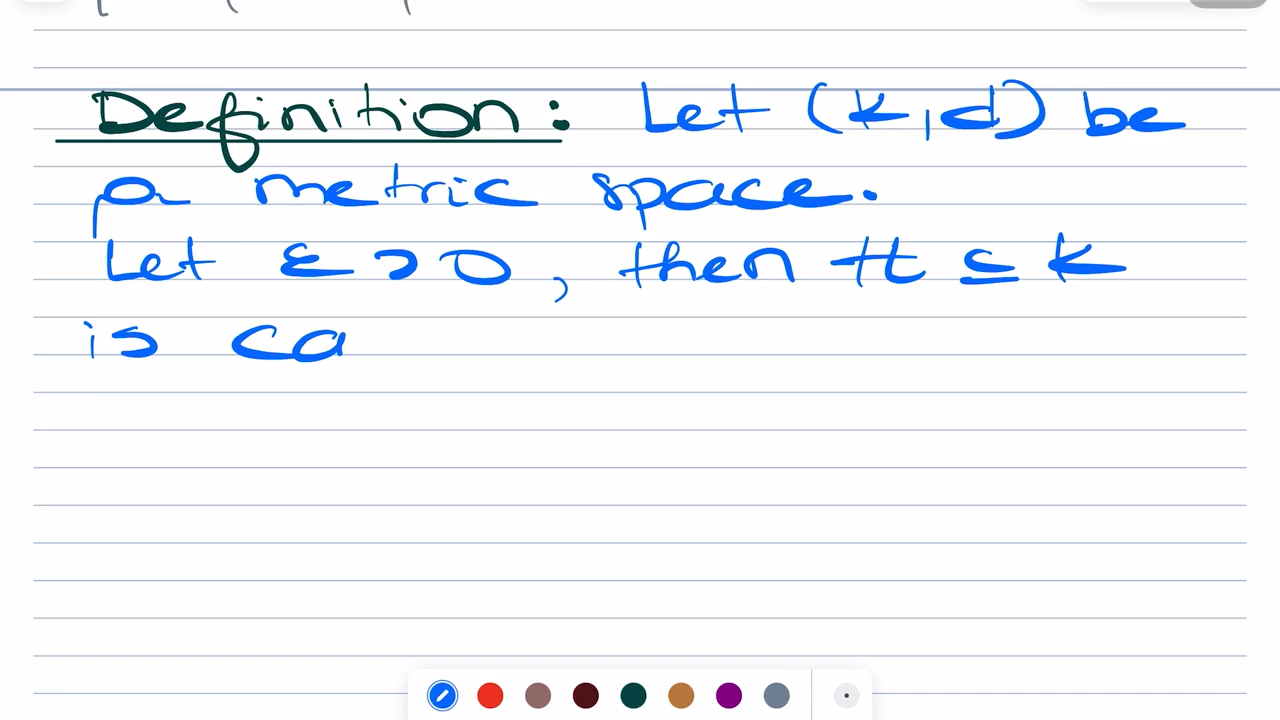 Definition: Let (k,d) be
a metric space.
Let ε > 0, then H ⊆ k
is ca